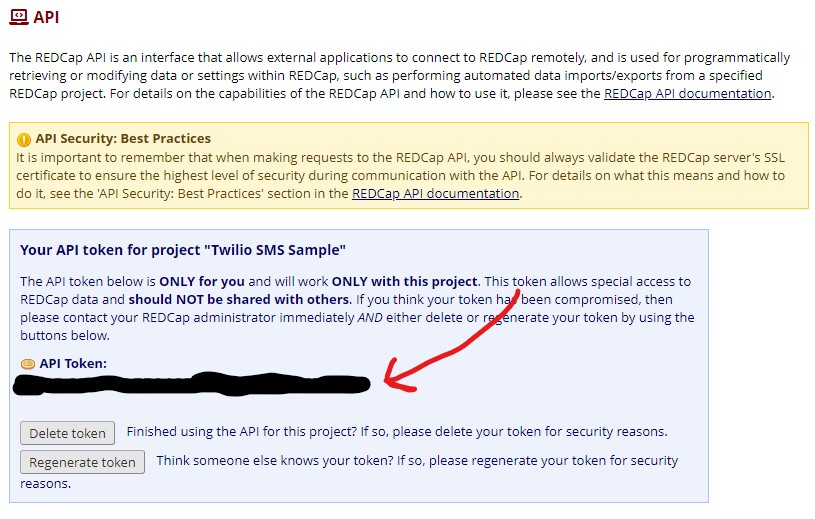 API
The REDCap API is an interface that allows external applications to connect to REDCap remotely, and is used for programmatically
retrieving or modifying data or settings within REDCap, such as performing automated data imports/exports from a specified
REDCap project. For details on the capabilities of the REDCap API and how to use it, please see the REDCap API documentation.
API Security: Best Practices
It is important to remember that when making requests to the REDCap API, you should always validate the REDCap server's SSL
certificate to ensure the highest level of security during communication with the API. For details on what this means and how to
do it, see the 'API Security: Best Practices' section in the REDCap API documentation.
Your API token for project "Twilio SMS Sample"
The API token below is ONLY for you and will work ONLY with this project. This token allows special access to
REDCap data and should NOT be shared with others. If you think your token has been compromised, then
please contact your REDCap administrator immediately AND either delete or regenerate your token by using the
buttons below.
API Token:
Delete token Finished using the API for this project? If so, please delete your token for security reasons.
Regenerate token Think someone else knows your token? If so, please regenerate your token for security
reasons.